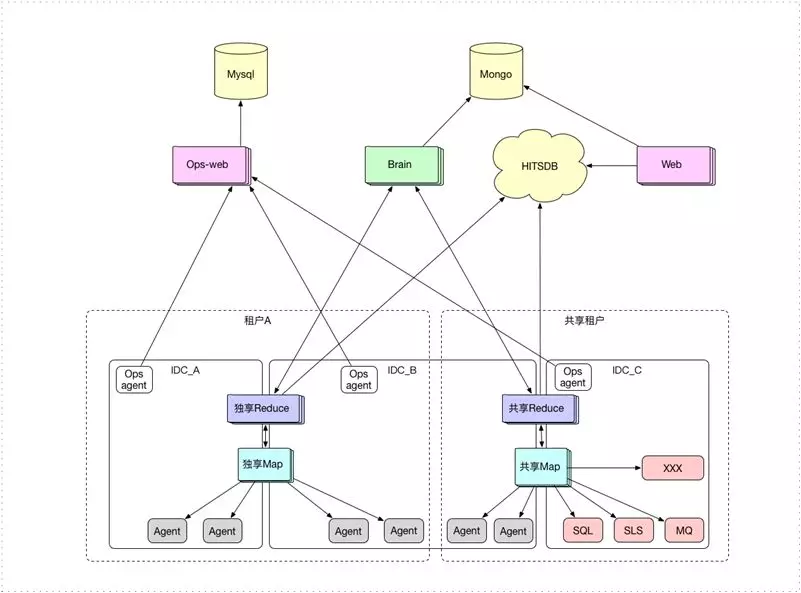 Mysql
Mongo
Ops-web
Brain
HITSDB
Web
租户A
共享租户
Ops
agent
IDC_A
Ops
agent
IDC_B
Ops
agent
IDC_C
独享Reduce
共享Reduce
独享Map
共享Map
XXX
Agent
Agent
Agent
Agent
Agent
Agent
SQL
SLS
MQ